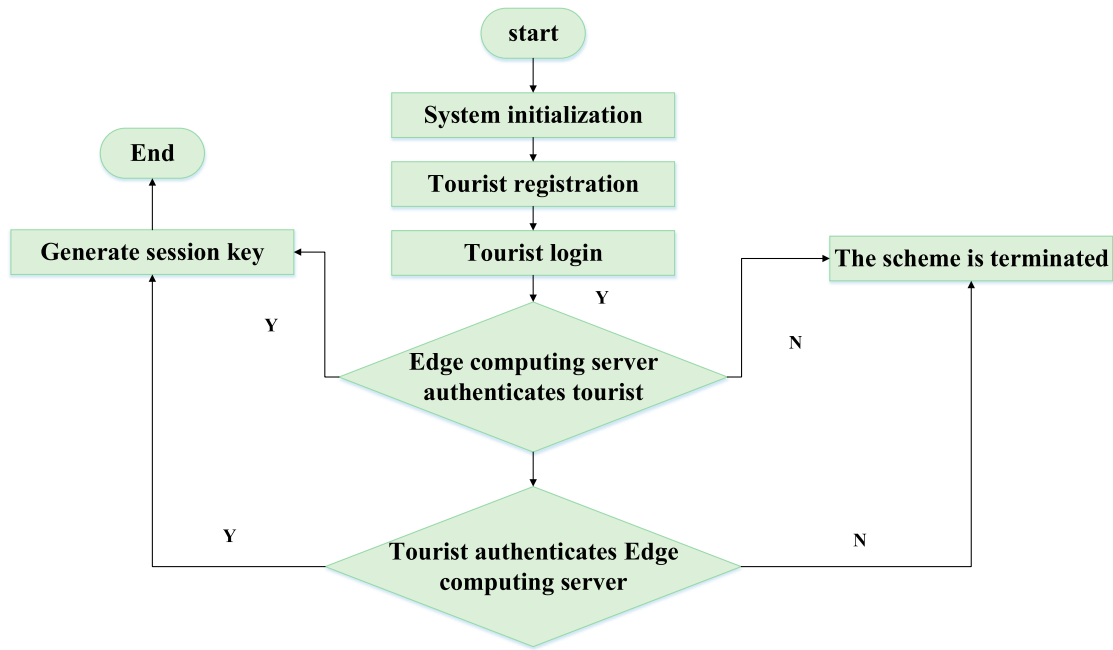 start
System initialization
End
Tourist registration
Generate session key
Tourist login
The scheme is terminated
Y
Y
N
Edge computing server
authenticates tourist
Y
N
Tourist authenticates Edge
computing server